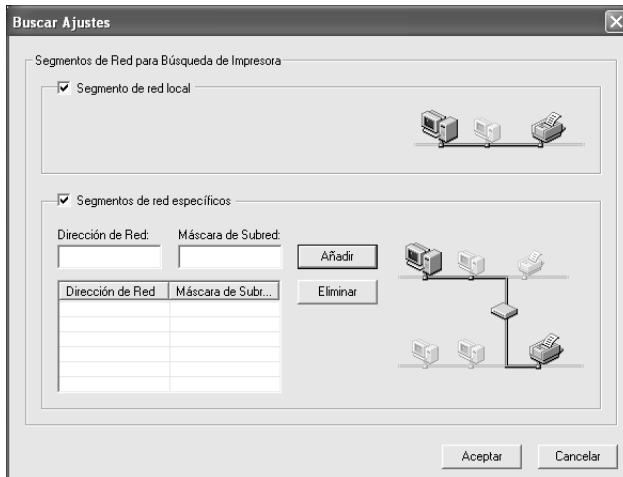 Buscar Ajustes
Segmentos de Red para Búsqueda de Impresora
Segmento de red local
Segmentos de red específicos
Dirección de Red: Máscara de Subred:
Añadir
Dirección de Red Máscara de Subr... Eliminar
Aceptar Cancelar